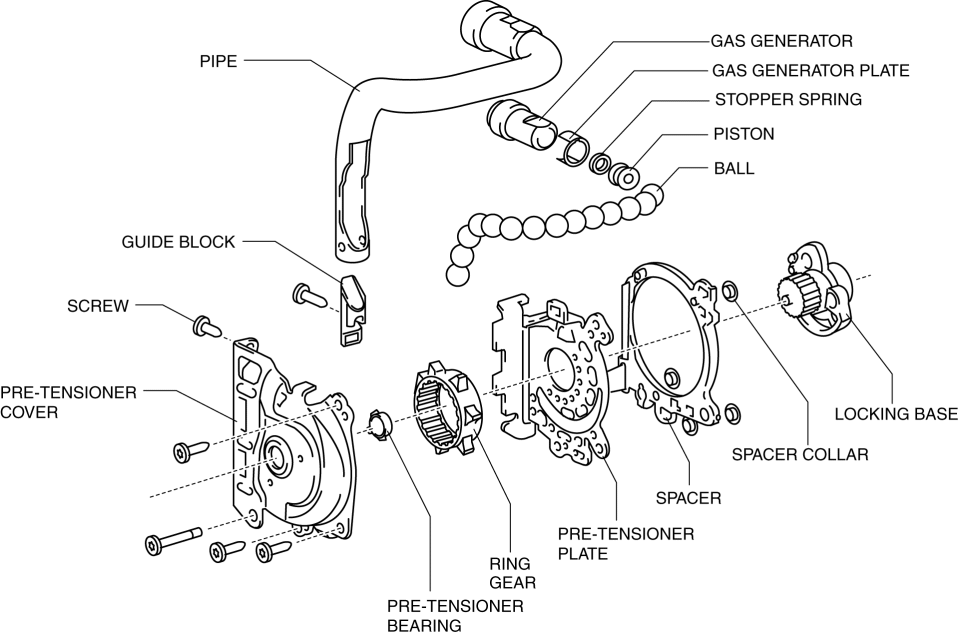 GAS GENERATOR
PIPE
GAS GENERATOR PLATE
STOPPER SPRING
PISTON
BALL
GUIDE BLOCK
SCREW
PRE-TENSIONER
COVER
LOCKING BASE
SPACER COLLAR
SPACER
PRE-TENSIONER
PLATE
RING
GEAR
PRE-TENSIONER
BEARING